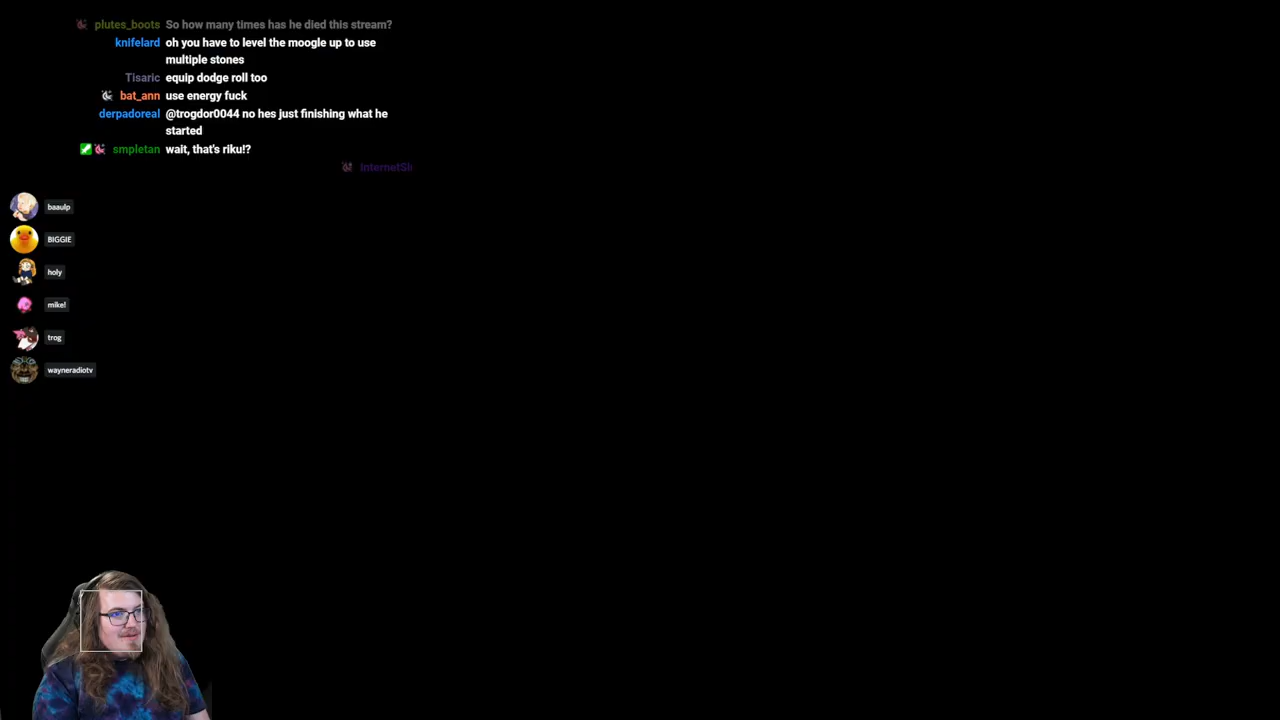 plutes_boots So how many times has he died this stream?
knifelard oh you have to level the moogle up to use
multiple stones
Tisaric equip dodge roll too
bat_ann use energy fuck
derpadoreal @trogdor0044 no hes just finishing what he
started
smpletan wait, that's riku!?
baaulp
BIGGIE
holy
mike!
trog
wayneradiotv